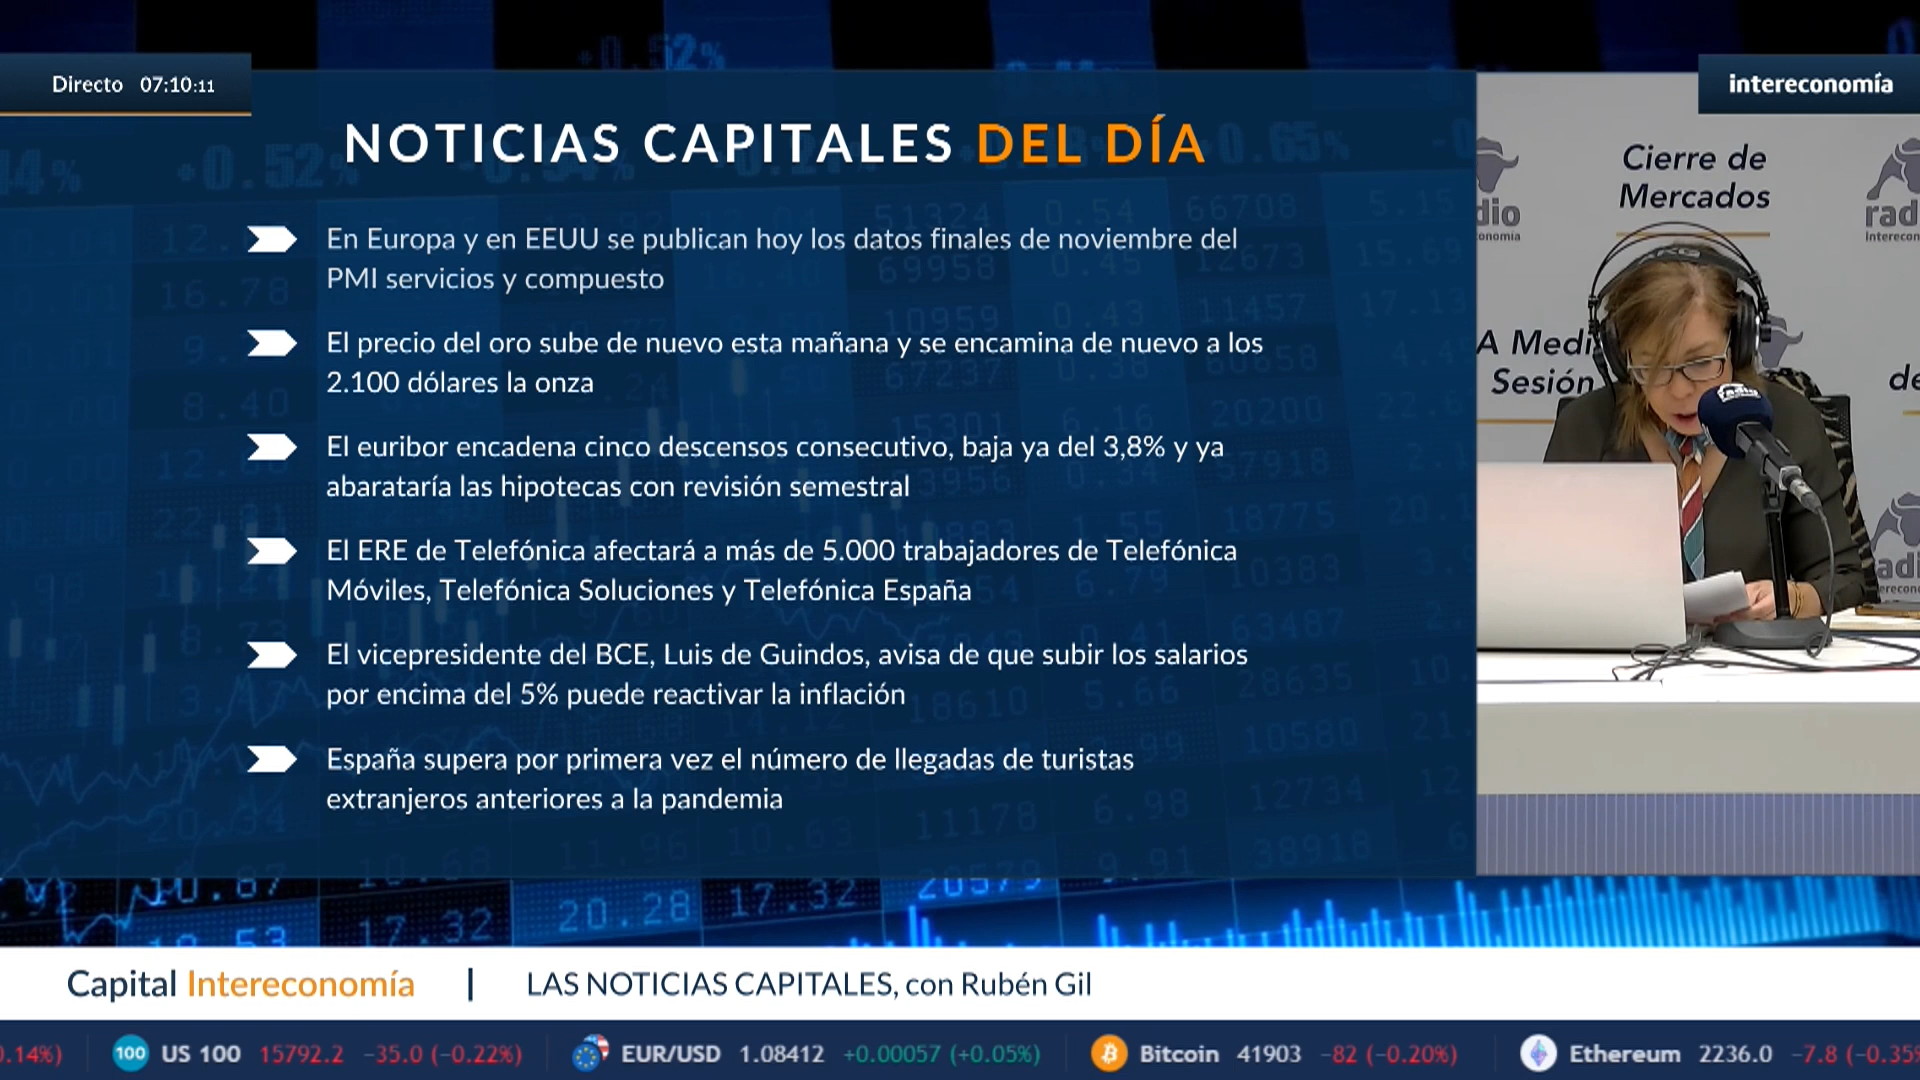 Directo 07:10:11
intereconomía
NOTICIAS CAPITALES DEL DÍA
En Europa y en EEUU se publican hoy los datos finales de noviembre del
PMI servicios y compuesto
El precio del oro sube de nuevo esta mañana y se encamina de nuevo a los
2.100 dólares la onza
El euribor encadena cinco descensos consecutivo, baja ya del 3,8% y ya
abarataría las hipotecas con revisión semestral
El ERE de Telefónica afectará a más de 5.000 trabajadores de Telefónica
Móviles, Telefónica Soluciones y Telefónica España
El vicepresidente del BCE, Luis de Guindos, avisa de que subir los salarios
por encima del 5% puede reactivar la inflación
España supera por primera vez el número de llegadas de turistas
extranjeros anteriores a la pandemia
Cierre de
Mercados
A Medi
Sesión
radio
Capital Intereconomía | LAS NOTICIAS CAPITALES, con Rubén Gil
0.14%) 100 US 100 15792.2 -35.0 (-0.22%) EUR/USD 1.08412 +0.00057 (+0.05%) Bitcoin 41903 -82 (-0.20%) Ethereum 2236.0 -7.8 (-0.35%